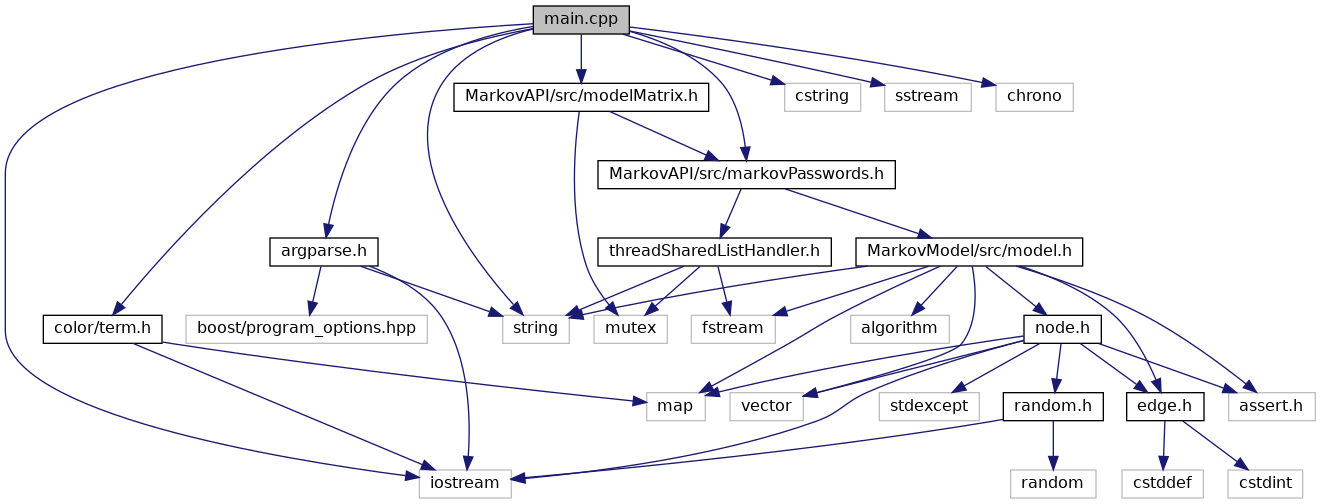 main.cpp
MarkovAPI/src/modelMatrix.h
cstring
sstream
chrono
MarkovAPI/src/markovPasswords.h
argparse.h
threadSharedListHandler.h
MarkovModel/src/model.h
color/term.h
boost/program_options.hpp
string
mutex
fstream
algorithm
node.h
map
vector
stdexcept
random.h
edge.h
assert.h
iostream
random
cstddef
cstdint